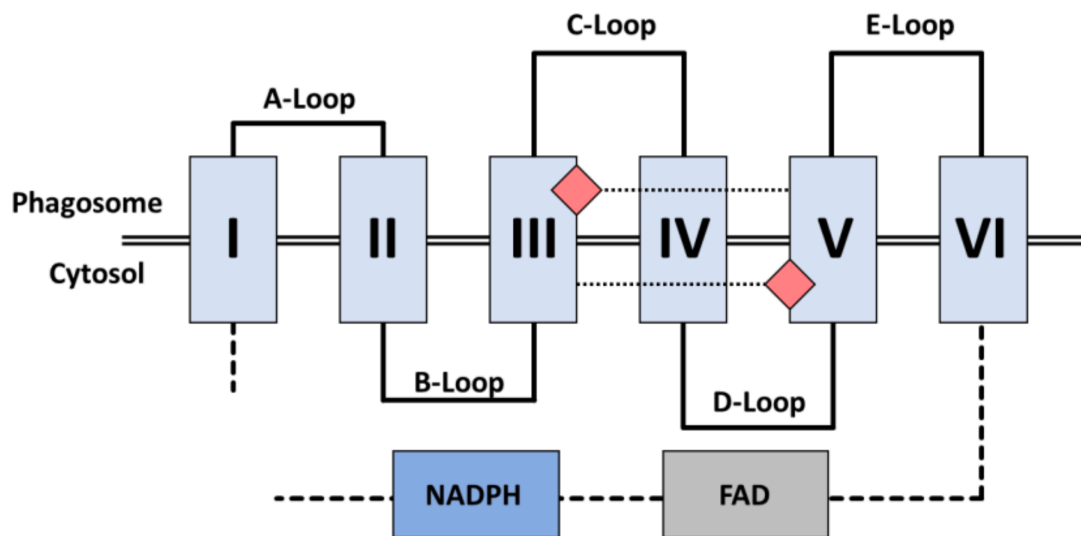 C-Loop
E-Loop
A-Loop
Phagosome
I
II
III
IV
V
VI
Cytosol
B-Loop
D-Loop
NADPH
FAD